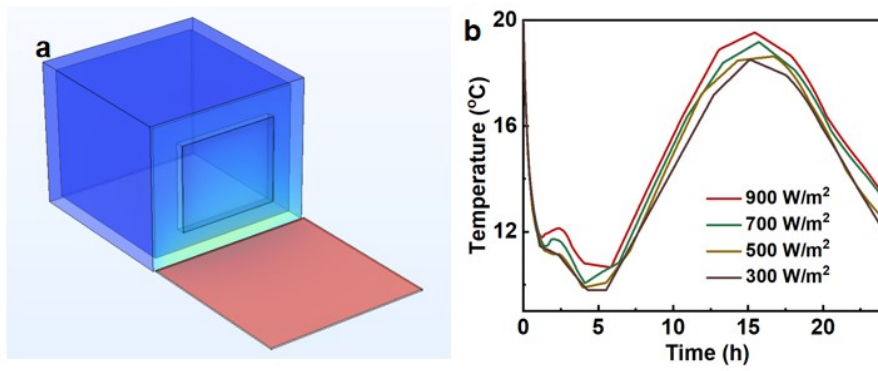 a
b
Temperature (°C)
20
16
12
900 W/m²
700 W/m²
500 W/m²
300 W/m²
0 5 10 15 20
Time (h)